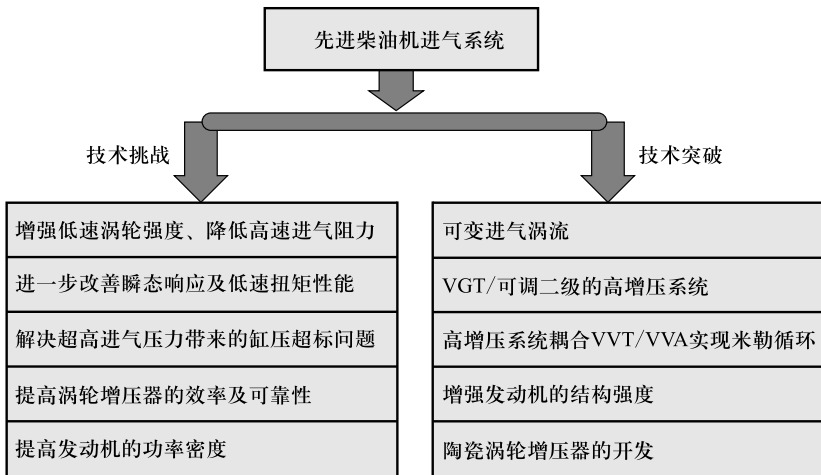 先进柴油机进气系统
技术挑战
技术突破
增强低速涡轮强度、降低高速进气阻力
进一步改善瞬态响应及低速扭矩性能
解决超高进气压力带来的缸压超标问题
提高涡轮增压器的效率及可靠性
提高发动机的功率密度
可变进气涡流
VGT/可调二级的高增压系统
高增压系统耦合VVT/VVA实现米勒循环
增强发动机的结构强度
陶瓷涡轮增压器的开发